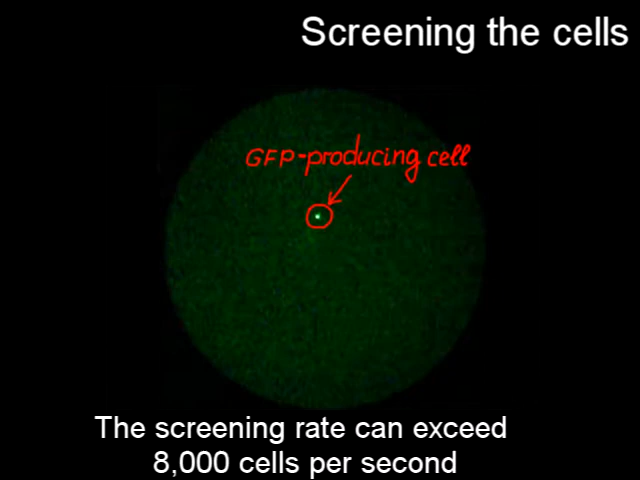 Screening the cells
GFP-producing cell
The screening rate can exceed
8,000 cells per second